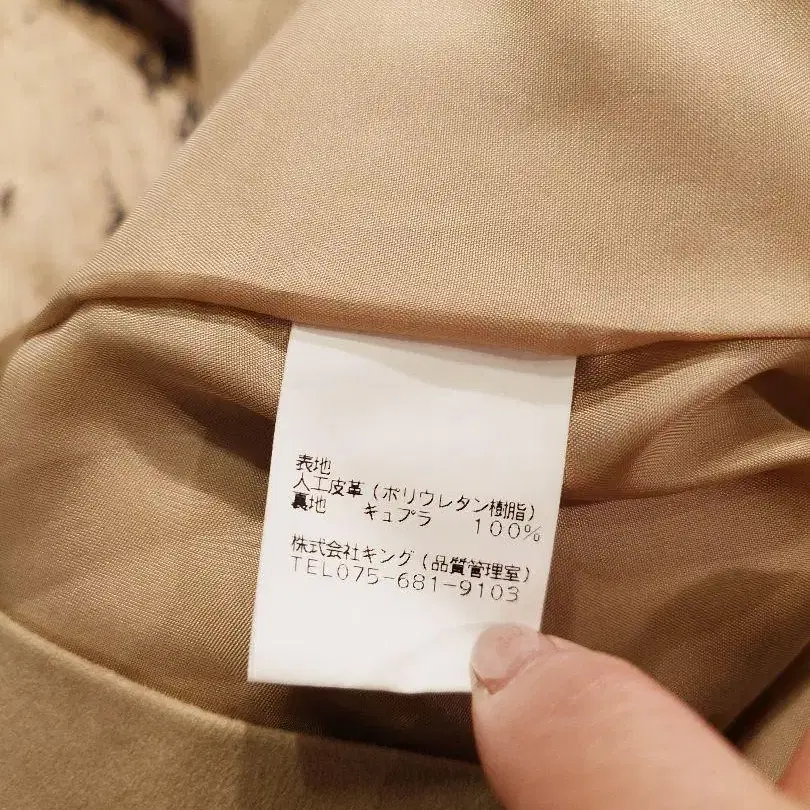 表地
人工皮革(ポリウレタン樹脂)
裏地 キュプラ 100%
株式会社キング(品質管理室)
TEL075-681-9103